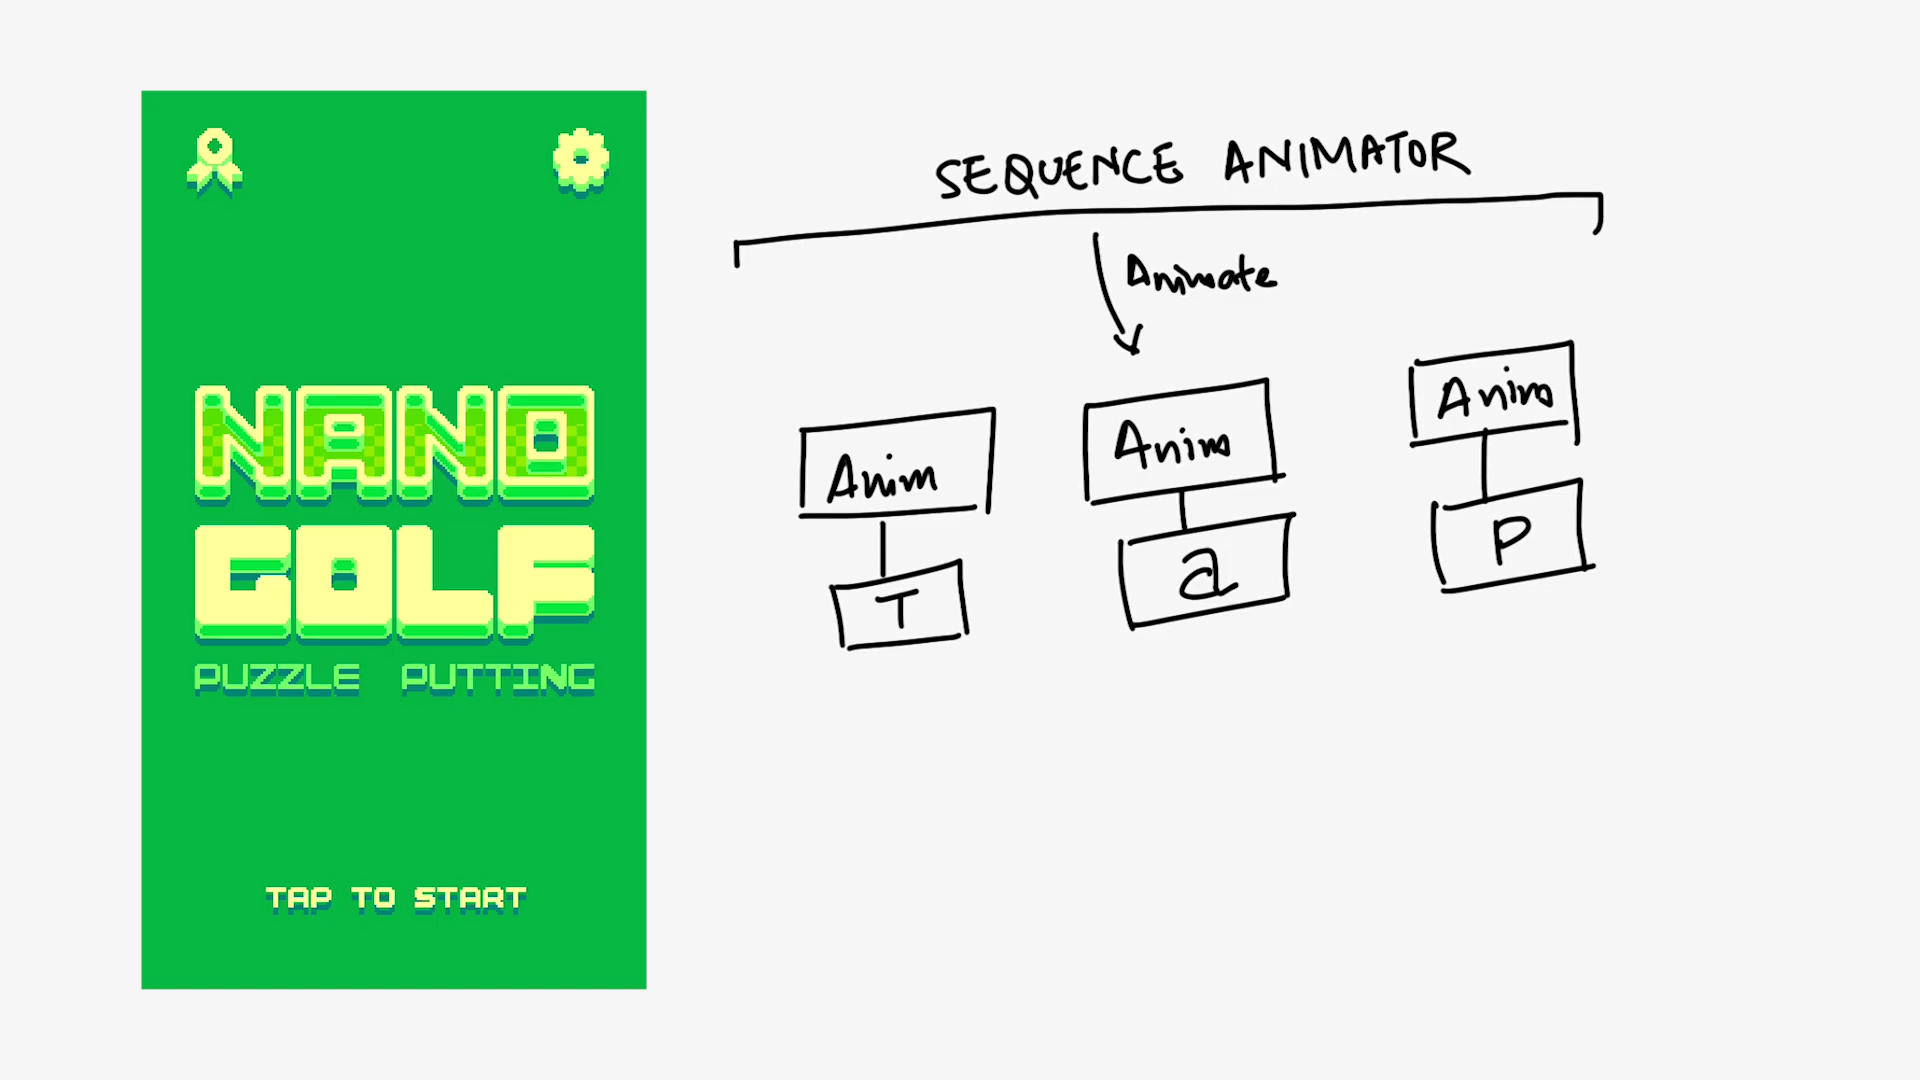 NANO
GOLF
PUZZLE PUTTING
TAP TO START
SEQUENCE ANIMATOR
Animate
Anim Anim Anim
T a P